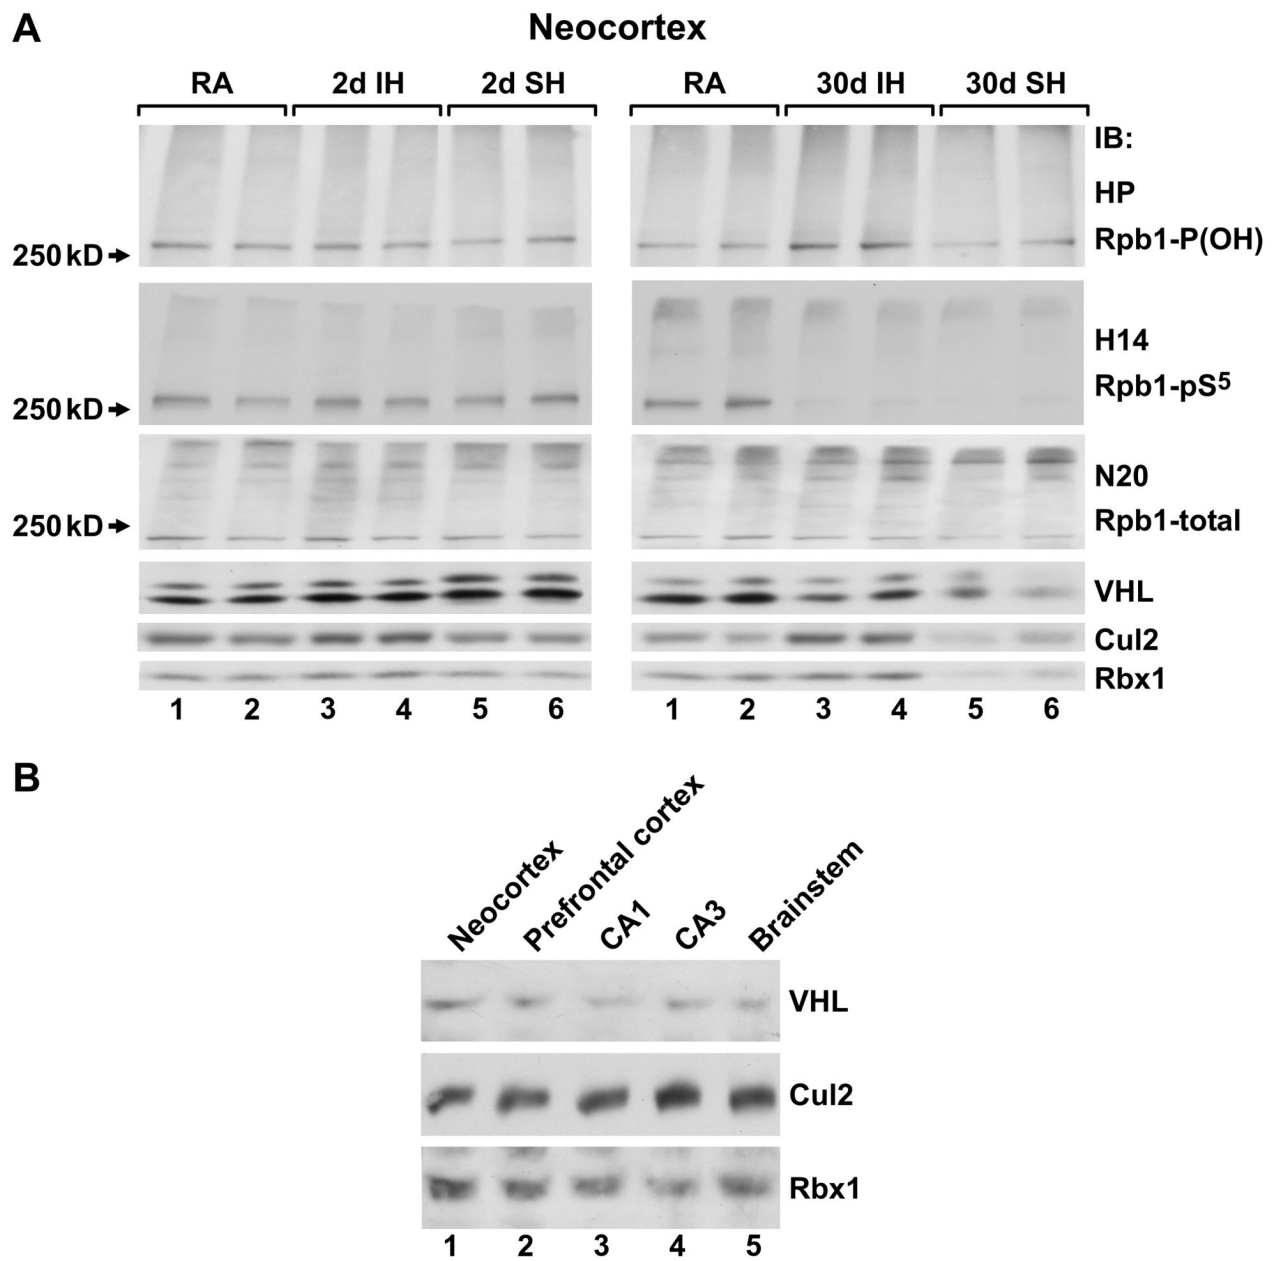 A
Neocortex
RA 2d IH 2d SH RA 30d IH 30d SH
IB:
HP
Rpb1-P(OH)
250 kD
H14
Rpb1-pS5
250 kD
N20
Rpb1-total
250 kD
VHL
Cul2
Rbx1
1 2 3 4 5 6 1 2 3 4 5 6
B
Neocortex Prefrontal cortex CA1 CA3 Brainstem
VHL
Cul2
Rbx1
1 2 3 4 5